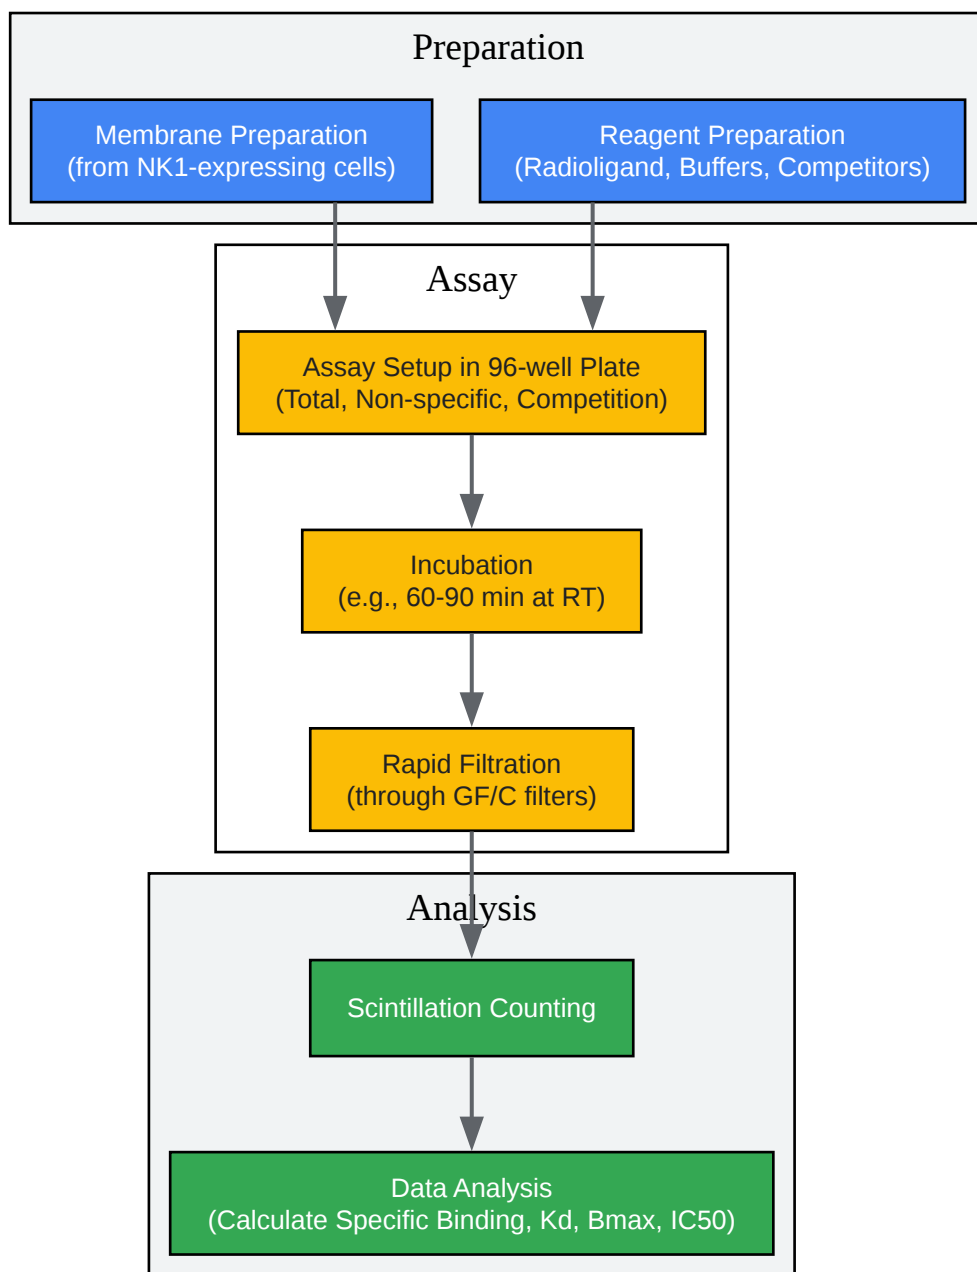 Preparation
Membrane Preparation
(from NK1-expressing cells)
Reagent Preparation
(Radioligand, Buffers, Competitors)
Assay
Assay Setup in 96-well Plate
(Total, Non-specific, Competition)
Incubation
(e.g., 60-90 min at RT)
Rapid Filtration
(through GF/C filters)
Analysis
Scintillation Counting
Data Analysis
(Calculate Specific Binding, Kd, Bmax, IC50)